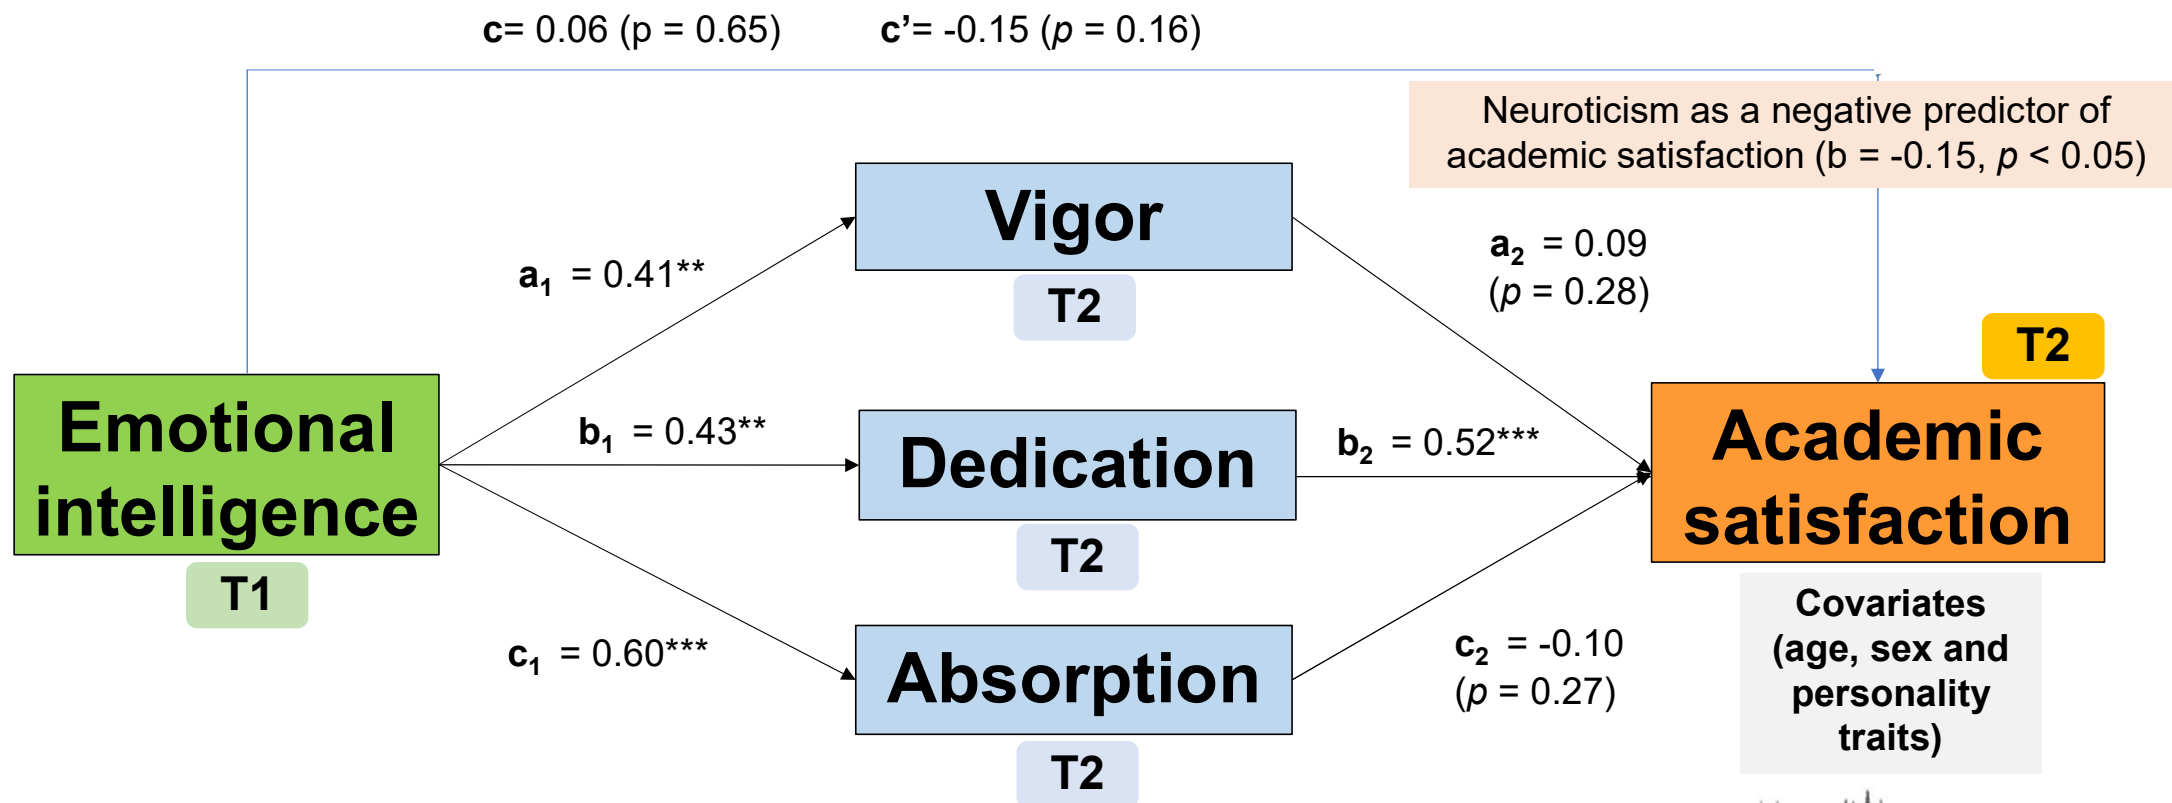 c= 0.06 (p = 0.65) c’= -0.15 (p = 0.16)
Neuroticism as a negative predictor of
academic satisfaction (b = -0.15, p < 0.05)
Vigor
T2
a₁ = 0.41**
a₂ = 0.09
(p = 0.28)
T2
Emotional
intelligence
T1
b₁ = 0.43**
Dedication
T2
b₂ = 0.52***
Academic
satisfaction
c₁ = 0.60***
Absorption
T2
c₂ = -0.10
(p = 0.27)
Covariates
(age, sex and
personality
traits)